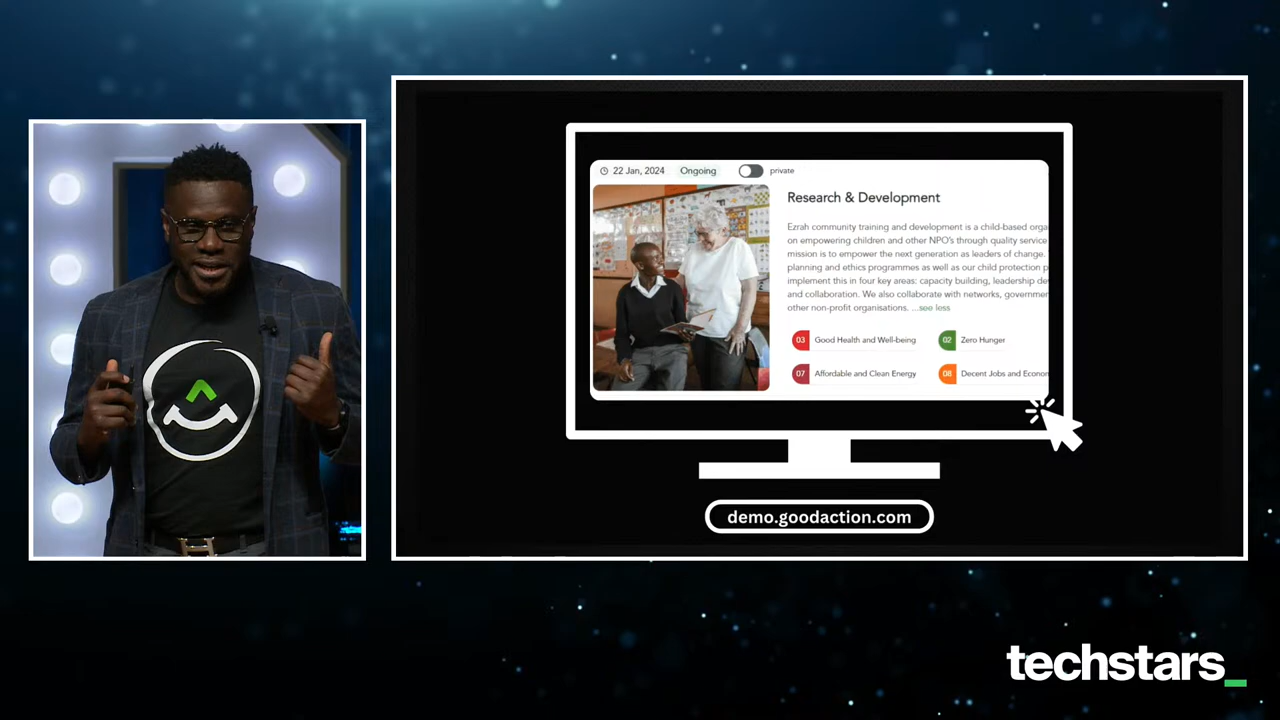 22 Jan, 2024 Ongoing private
Research & Development
Ezrah community training and development is a child-based orga
on empowering children and other NPO's through quality service
mission is to empower the next generation as leaders of change.
planning and ethics programmes as well as our child protection p
implement this in four key areas: capacity building, leadership de
and collaboration. We also collaborate with networks, governmen
other non-profit organisations. ...see less
03 Good Health and Well-being 02 Zero Hunger
07 Affordable and Clean Energy 08 Decent Jobs and Econom
demo.goodaction.com
techstars_